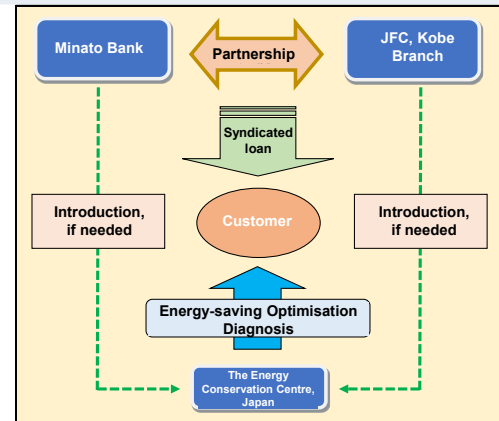 Minato Bank
Partnership
JFC, Kobe
Branch
Syndicated
loan
Introduction,
if needed
Customer
Introduction,
if needed
Energy-saving Optimisation
Diagnosis
The Energy
Conservation Centre,
Japan